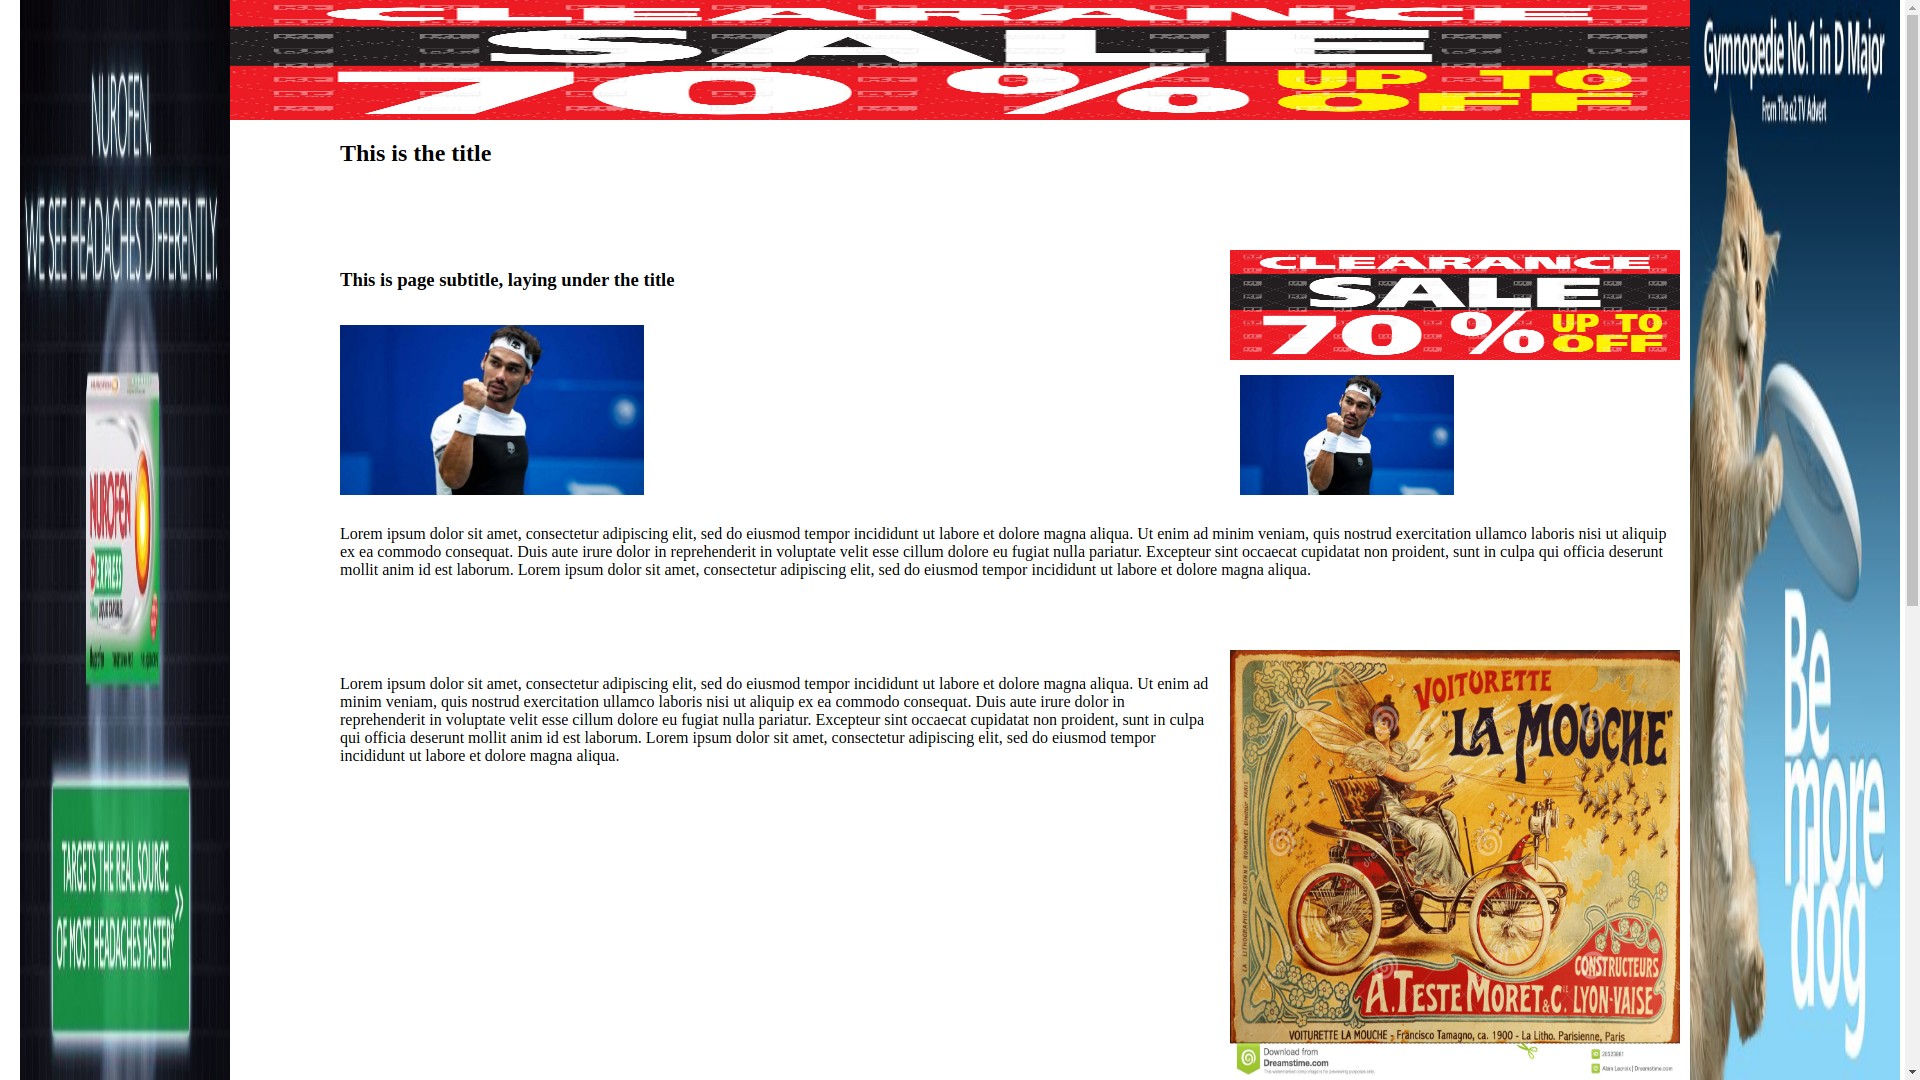 CLEARANCE
SALE
70% UP TO
OFF
NUROFEN.
WE SEE HEADACHES DIFFERENTLY.
NUROFEN
EXPRESS
TARGETS THE REAL SOURCE
OF MOST HEADACHES FASTER
This is the title
This is page subtitle, laying under the title
CLEARANCE
SALE
70% UP TO
OFF
Lorem ipsum dolor sit amet, consectetur adipiscing elit, sed do eiusmod tempor incididunt ut labore et dolore magna aliqua. Ut enim ad minim veniam, quis nostrud exercitation ullamco laboris nisi ut aliquip
ex ea commodo consequat. Duis aute irure dolor in reprehenderit in voluptate velit esse cillum dolore eu fugiat nulla pariatur. Excepteur sint occaecat cupidatat non proident, sunt in culpa qui officia deserunt
mollit anim id est laborum. Lorem ipsum dolor sit amet, consectetur adipiscing elit, sed do eiusmod tempor incididunt ut labore et dolore magna aliqua.
Lorem ipsum dolor sit amet, consectetur adipiscing elit, sed do eiusmod tempor incididunt ut labore et dolore magna aliqua. Ut enim ad
minim veniam, quis nostrud exercitation ullamco laboris nisi ut aliquip ex ea commodo consequat. Duis aute irure dolor in
reprehenderit in voluptate velit esse cillum dolore eu fugiat nulla pariatur. Excepteur sint occaecat cupidatat non proident, sunt in culpa
qui officia deserunt mollit anim id est laborum. Lorem ipsum dolor sit amet, consectetur adipiscing elit, sed do eiusmod tempor
incididunt ut labore et dolore magna aliqua.
VOITURETTE
"LA MOUCHE"
CONSTRUCTEURS
A. TESTE MORET & Cie. LYON-VAISE
VOITURETTE LA MOUCHE - Francisco Tamagno, ca. 1900 - La Litho. Parisienne, Paris
Download from
Dreamstime.com
Gymnopedie No.1 in D Major
From The o2 TV Advert
Be
more
dog